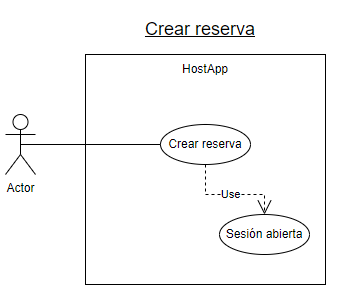 Crear reserva
HostApp
Crear reserva
Actor
Use
Sesión abierta